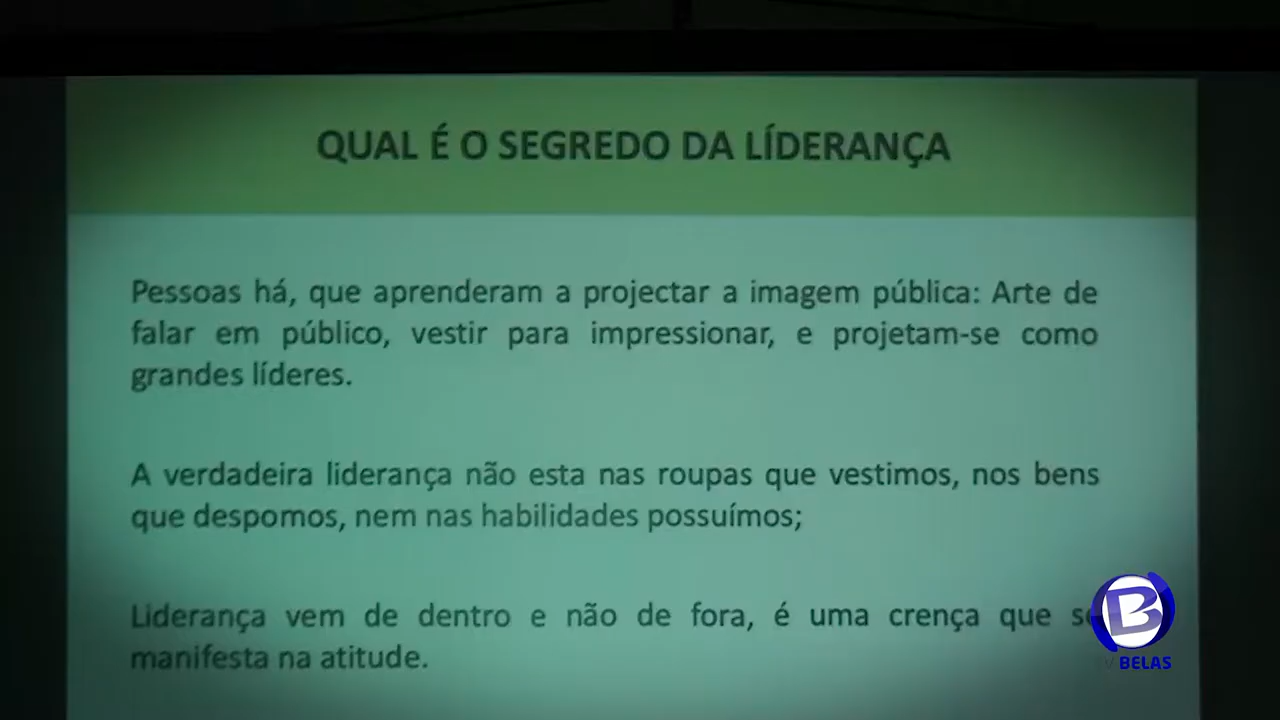 QUAL É O SEGREDO DA LÍDERANÇA
Pessoas há, que aprenderam a projectar a imagem pública: Arte de
falar em público, vestir para impressionar, e projetam-se como
grandes líderes.
A verdadeira liderança não esta nas roupas que vestimos, nos bens
que despomos, nem nas habilidades possuímos;
Liderança vem de dentro e não de fora, é uma crença que se
manifesta na atitude.
B
TV BELAS